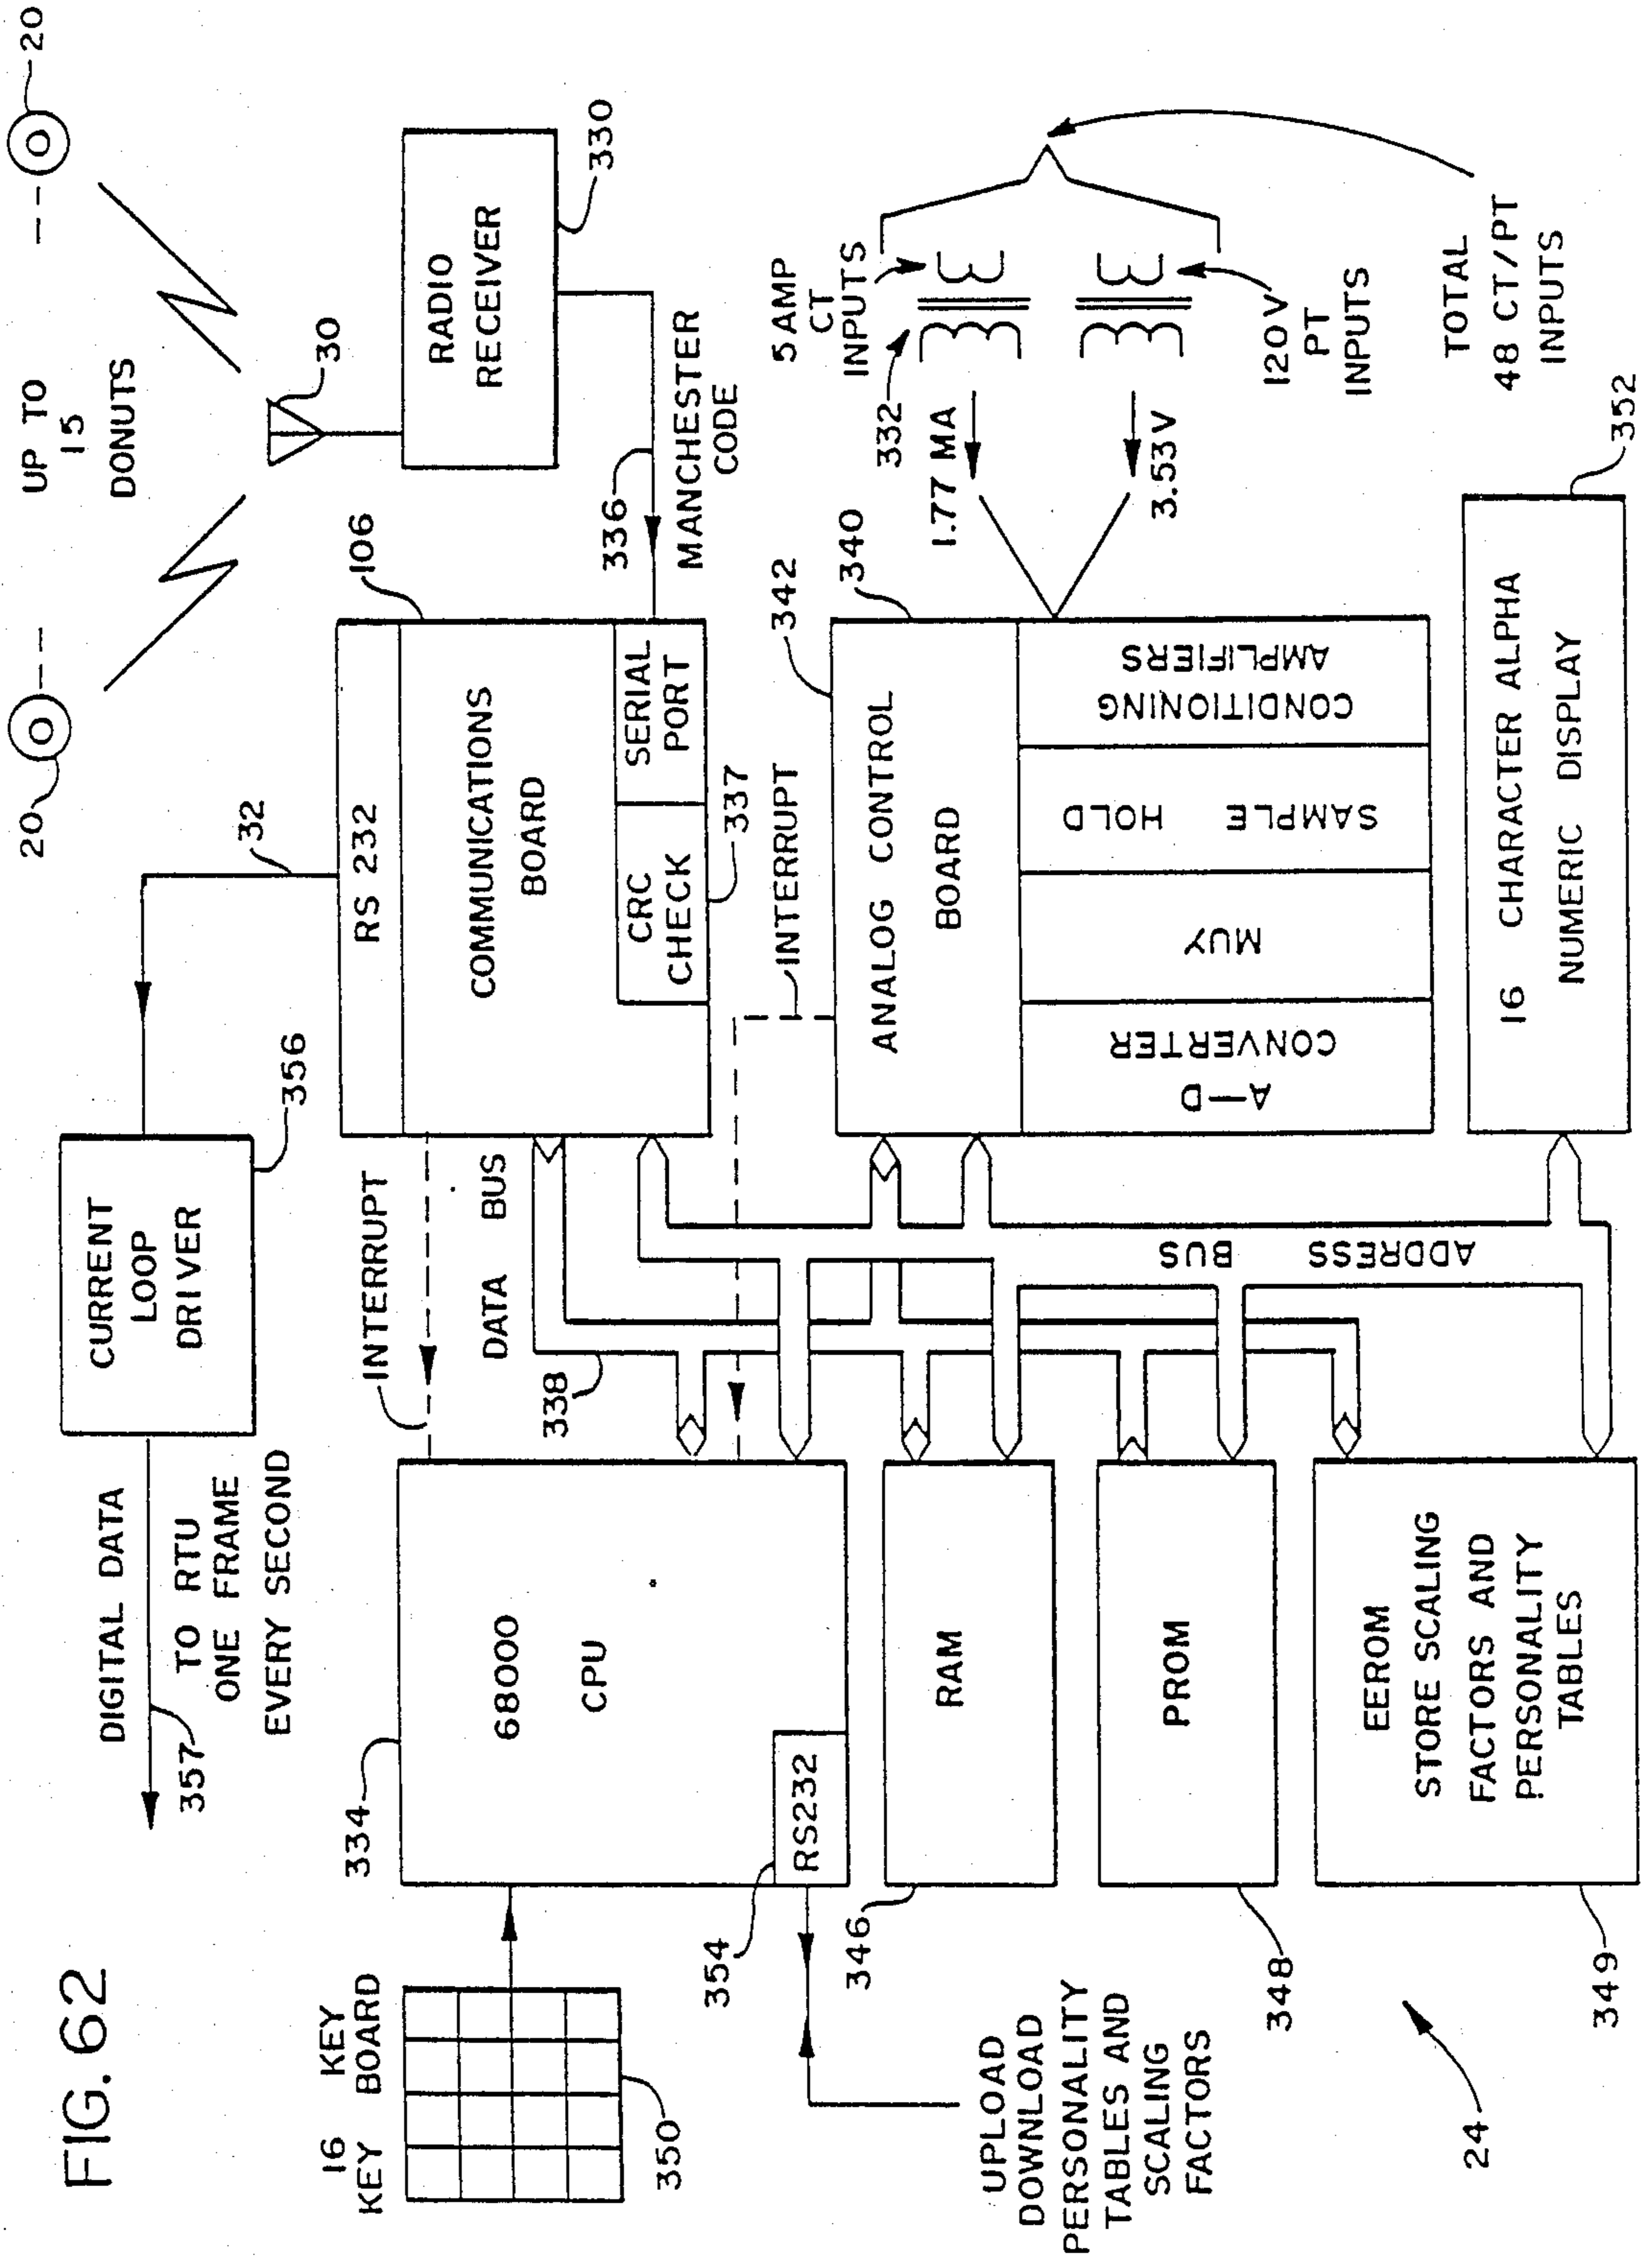 FIG. 62
16 KEY
KEY BOARD
350
334
68000
CPU
RS232
354
UPLOAD
DOWNLOAD
PERSONALITY
TABLES AND
SCALING
FACTORS
346
RAM
348
PROM
349
EEROM
STORE SCALING
FACTORS AND
PERSONALITY
TABLES
24
DIGITAL DATA
357
TO RTU
ONE FRAME
EVERY SECOND
CURRENT
LOOP
DRIVER
356
32
INTERRUPT
DATA BUS
338
ADDRESS BUS
INTERRUPT
RS 232
COMMUNICATIONS
BOARD
106
CRC
CHECK
337
SERIAL
PORT
336
MANCHESTER
CODE
RADIO
RECEIVER
330
30
UP TO
15
DONUTS
20
20
342
340
ANALOG CONTROL
BOARD
A-D
CONVERTER
MUY
SAMPLE HOLD
CONDITIONING
AMPLIFIERS
332
1.77 MA
3.53V
5 AMP
CT
INPUTS
120V
PT
INPUTS
TOTAL
48 CT/PT
INPUTS
352
16 CHARACTER ALPHA
NUMERIC DISPLAY